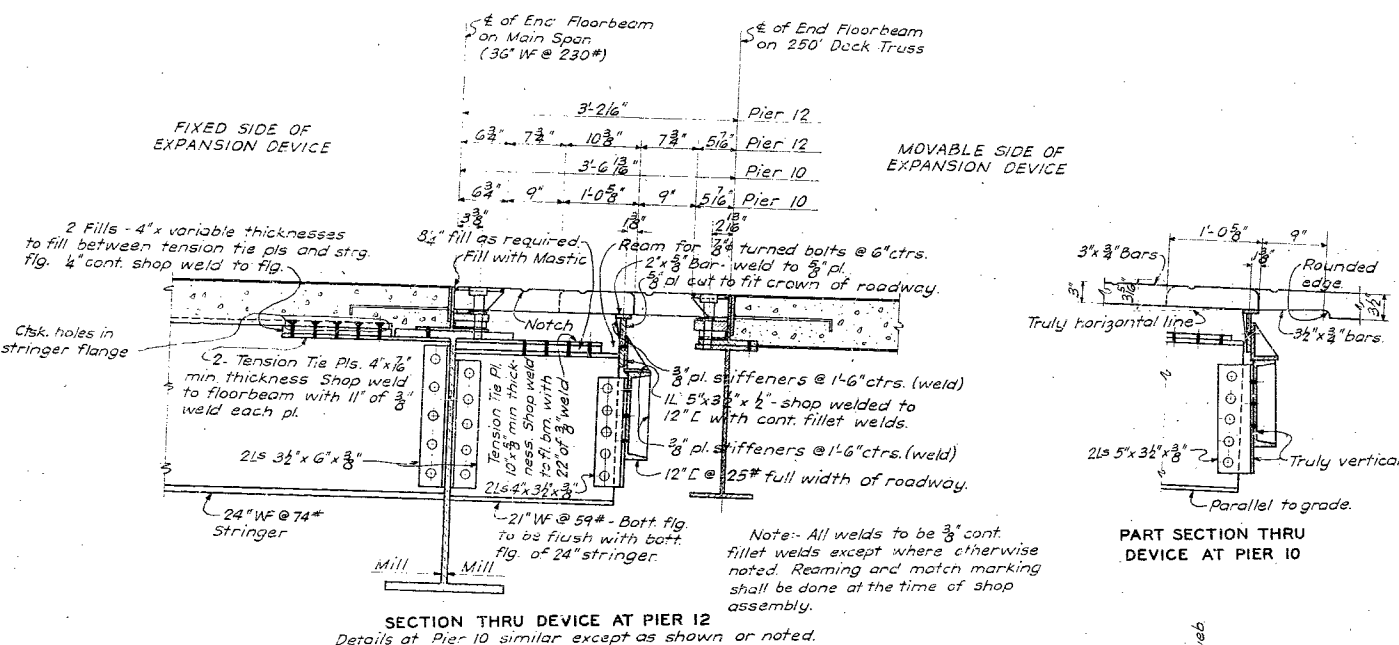 ℄ of End Floorbeam
on Main Span
(36" WF @ 230#)
℄ of End Floorbeam
on 250' Deck Truss
FIXED SIDE OF
EXPANSION DEVICE
MOVABLE SIDE OF
EXPANSION DEVICE
3'-2 1/16" Pier 12
6 3/4" 7 3/4" 10 3/8" 7 3/4" 5 7/16" Pier 12
3'-6 13/16" Pier 10
6 3/4" 9" 1'-0 5/8" 9" 5 7/16" Pier 10
3 3/8"
1 3/8"
2 13/16"
2 Fills - 4" x variable thicknesses
to fill between tension tie pls and strg.
flg. 1/4" cont. shop weld to flg.
fill as required.
Fill with Mastic
Ream for 7/8"ϕ turned bolts @ 6" ctrs.
2" x 5/8" Bar - weld to 5/8" pl.
5/8" pl cut to fit crown of roadway.
Notch
Ctsk. holes in
stringer flange
2- Tension Tie Pls. 4" x 7/16"
min. thickness Shop weld
to floorbeam with 11" of 3/8"
weld each pl.
Tension Tie Pl.
10" x 5/8" min thick-
ness. Shop weld
to fl. bm. with
22" of 3/8" weld
3/8" pl. stiffeners @ 1'-6" ctrs. (weld)
1L 5" x 3 1/2" x 1/2" - shop welded to
12" [ with cont. fillet welds.
3/8" pl. stiffeners @ 1'-6" ctrs. (weld)
12" [ @ 25# full width of roadway.
2Ls 3 1/2" x 6" x 3/8"
2Ls 4" x 3 1/2" x 3/8"
24" WF @ 74#
Stringer
21" WF @ 59# - Bott. flg.
to be flush with bott.
flg. of 24" stringer.
Mill Mill
Note:- All welds to be 3/8" cont.
fillet welds except where otherwise
noted. Reaming and match marking
shall be done at the time of shop
assembly.
SECTION THRU DEVICE AT PIER 12
Details at Pier 10 similar except as shown or noted.
1'-0 5/8" 9"
3" x 3/4" Bars
Rounded
edge.
3"
3 1/2"
Truly horizontal line
3 1/2" x 3/4" bars.
2Ls 5" x 3 1/2" x 3/8"
Truly vertical
Parallel to grade.
PART SECTION THRU
DEVICE AT PIER 10
web.